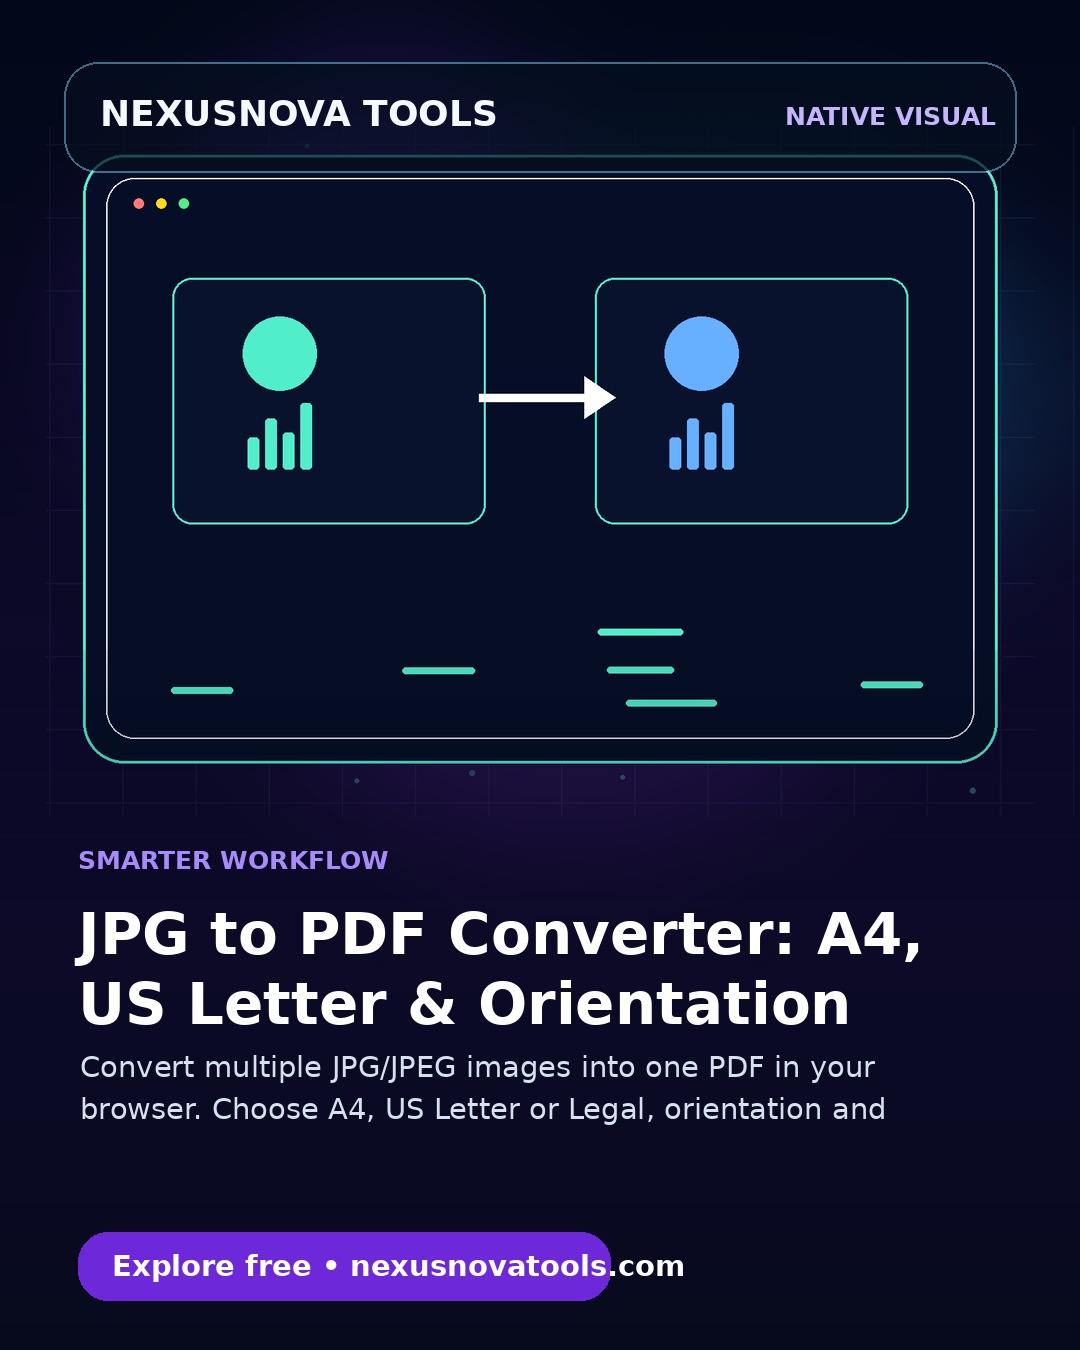 NEXUSNOVA TOOLS
NATIVE VISUAL
SMARTER WORKFLOW
JPG to PDF Converter: A4,
US Letter & Orientation
Convert multiple JPG/JPEG images into one PDF in your
browser. Choose A4, US Letter or Legal, orientation and
Explore free • nexusnovatools.com